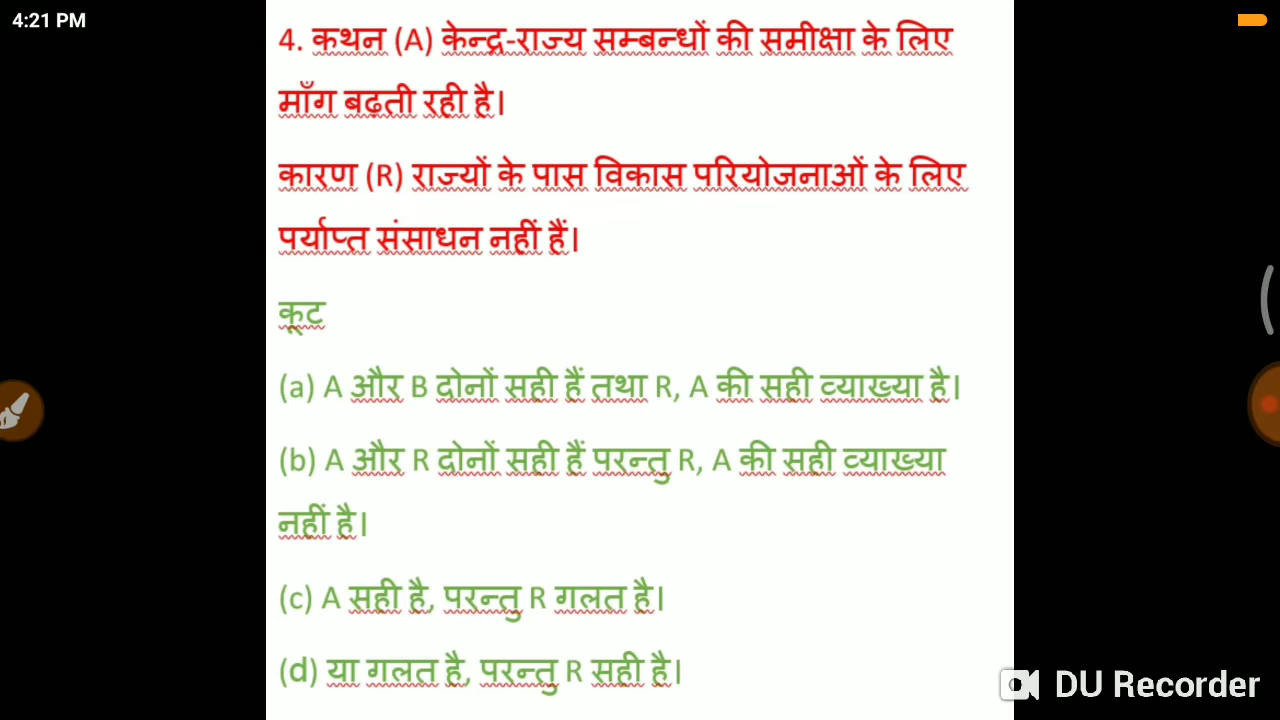 4:21 PM
4. कथन (A) केन्द्र-राज्य सम्बन्धों की समीक्षा के लिए
माँग बढ़ती रही है।
कारण (R) राज्यों के पास विकास परियोजनाओं के लिए
पर्याप्त संसाधन नहीं हैं।
कूट
(a) A और B दोनों सही हैं तथा R, A की सही व्याख्या है।
(b) A और R दोनों सही हैं परन्तु R, A की सही व्याख्या
नहीं है।
(c) A सही है, परन्तु R गलत है।
(d) या गलत है, परन्तु R सही है।
DU Recorder